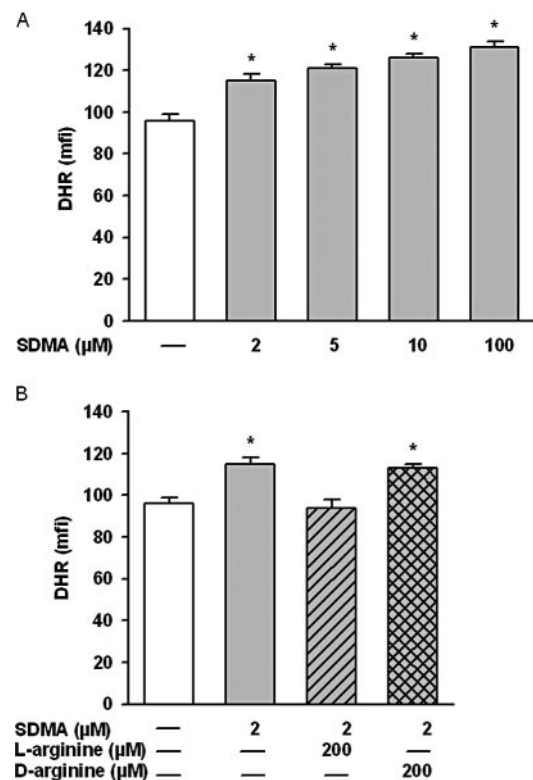 A
140
*
*
*
*
120
100
80
60
40
20
0
DHR (mfi)
SDMA (µM) — 2 5 10 100
B
140
*
*
120
100
80
60
40
20
0
DHR (mfi)
SDMA (µM) — 2 2 2
L-arginine (µM) — — 200 —
D-arginine (µM) — — — 200